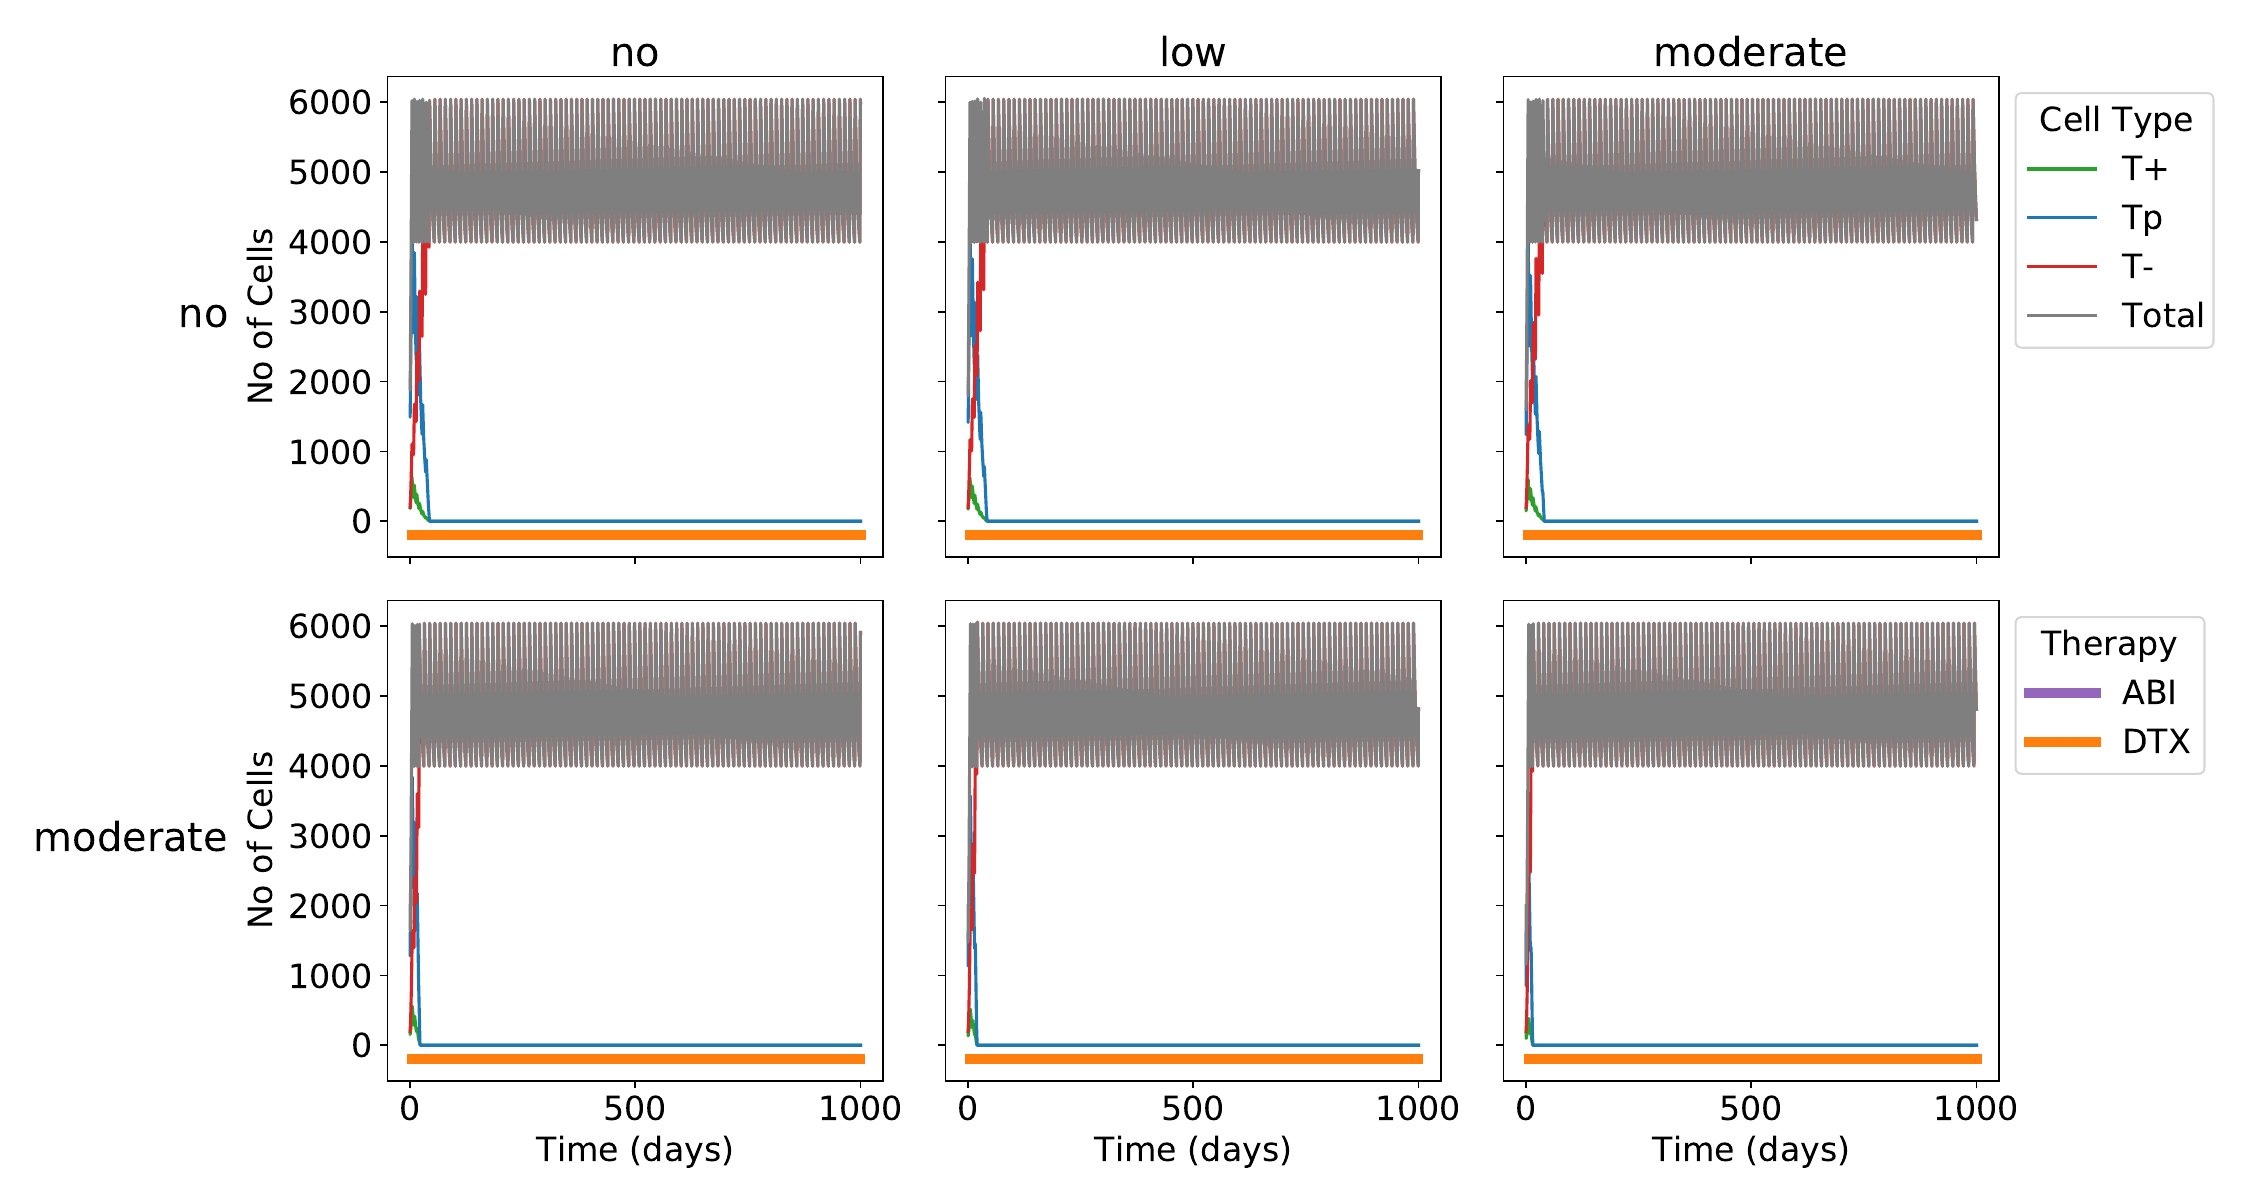 no
low
moderate
no
No of Cells
6000
5000
4000
3000
2000
1000
0
Cell Type
T+
Tp
T-
Total
moderate
No of Cells
6000
5000
4000
3000
2000
1000
0
Therapy
ABI
DTX
0 500 1000
0 500 1000
0 500 1000
Time (days)
Time (days)
Time (days)